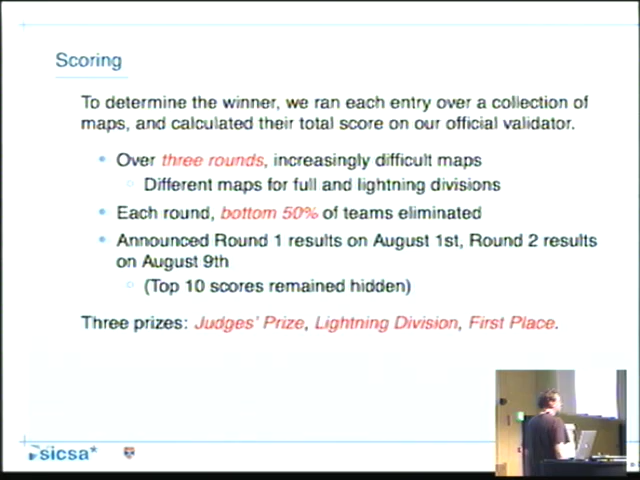 Scoring
To determine the winner, we ran each entry over a collection of
maps, and calculated their total score on our official validator.
Over three rounds, increasingly difficult maps
Different maps for full and lightning divisions
Each round, bottom 50% of teams eliminated
Announced Round 1 results on August 1st, Round 2 results
on August 9th
(Top 10 scores remained hidden)
Three prizes: Judges' Prize, Lightning Division, First Place.
sicsa*